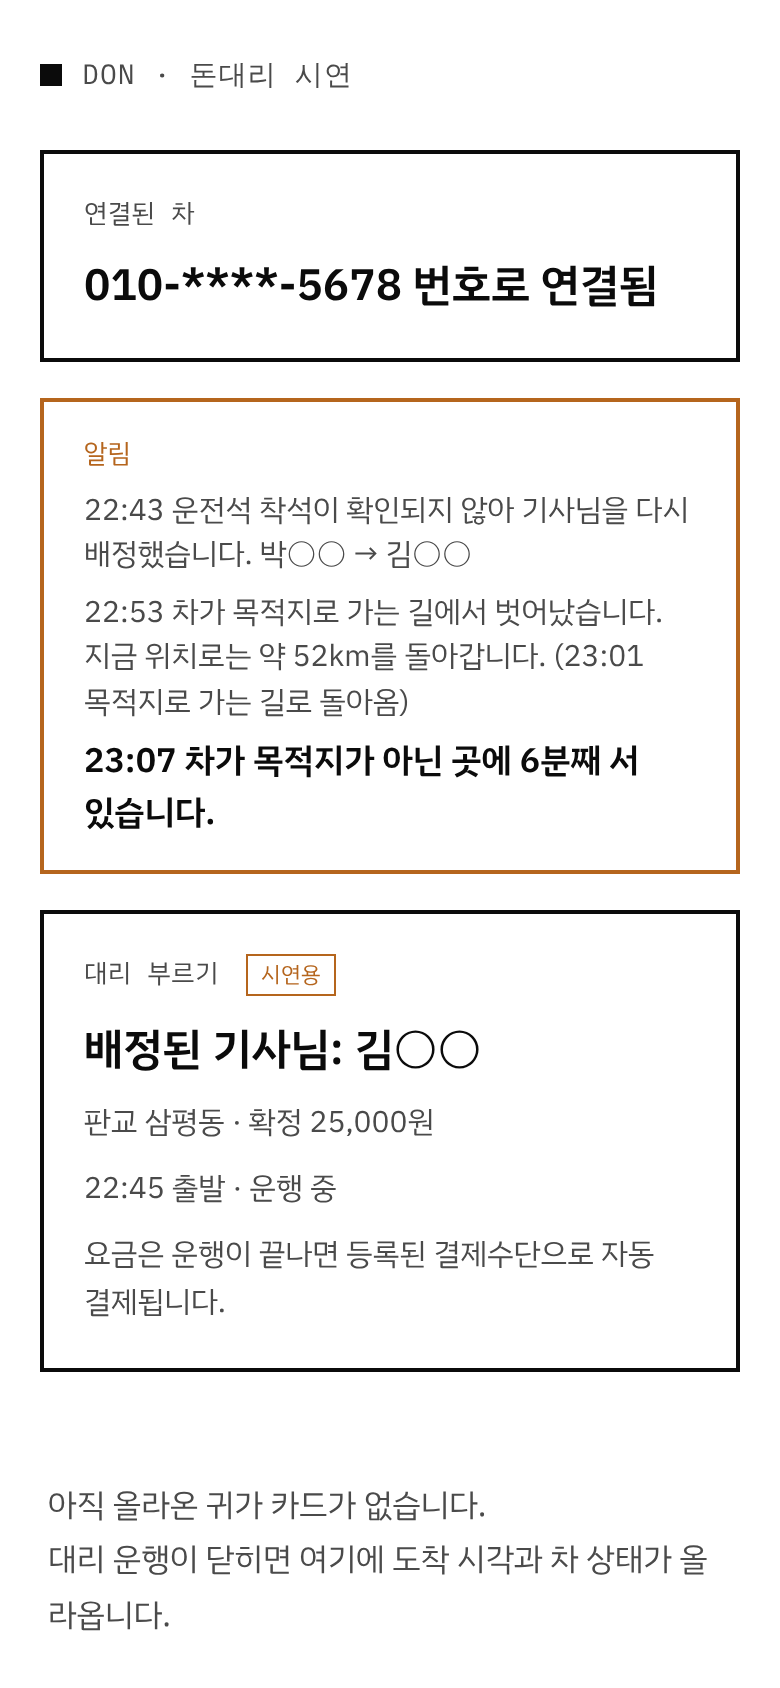 DON · 돈대리 시연
연결된 차
010-****-5678 번호로 연결됨
알림
22:43 운전석 착석이 확인되지 않아 기사님을 다시
배정했습니다. 박○○ → 김○○
22:53 차가 목적지로 가는 길에서 벗어났습니다.
지금 위치로는 약 52km를 돌아갑니다. (23:01
목적지로 가는 길로 돌아옴)
23:07 차가 목적지가 아닌 곳에 6분째 서
있습니다.
대리 부르기 시연용
배정된 기사님: 김○○
판교 삼평동 · 확정 25,000원
22:45 출발 · 운행 중
요금은 운행이 끝나면 등록된 결제수단으로 자동
결제됩니다.
아직 올라온 귀가 카드가 없습니다.
대리 운행이 닫히면 여기에 도착 시각과 차 상태가 올
라옵니다.